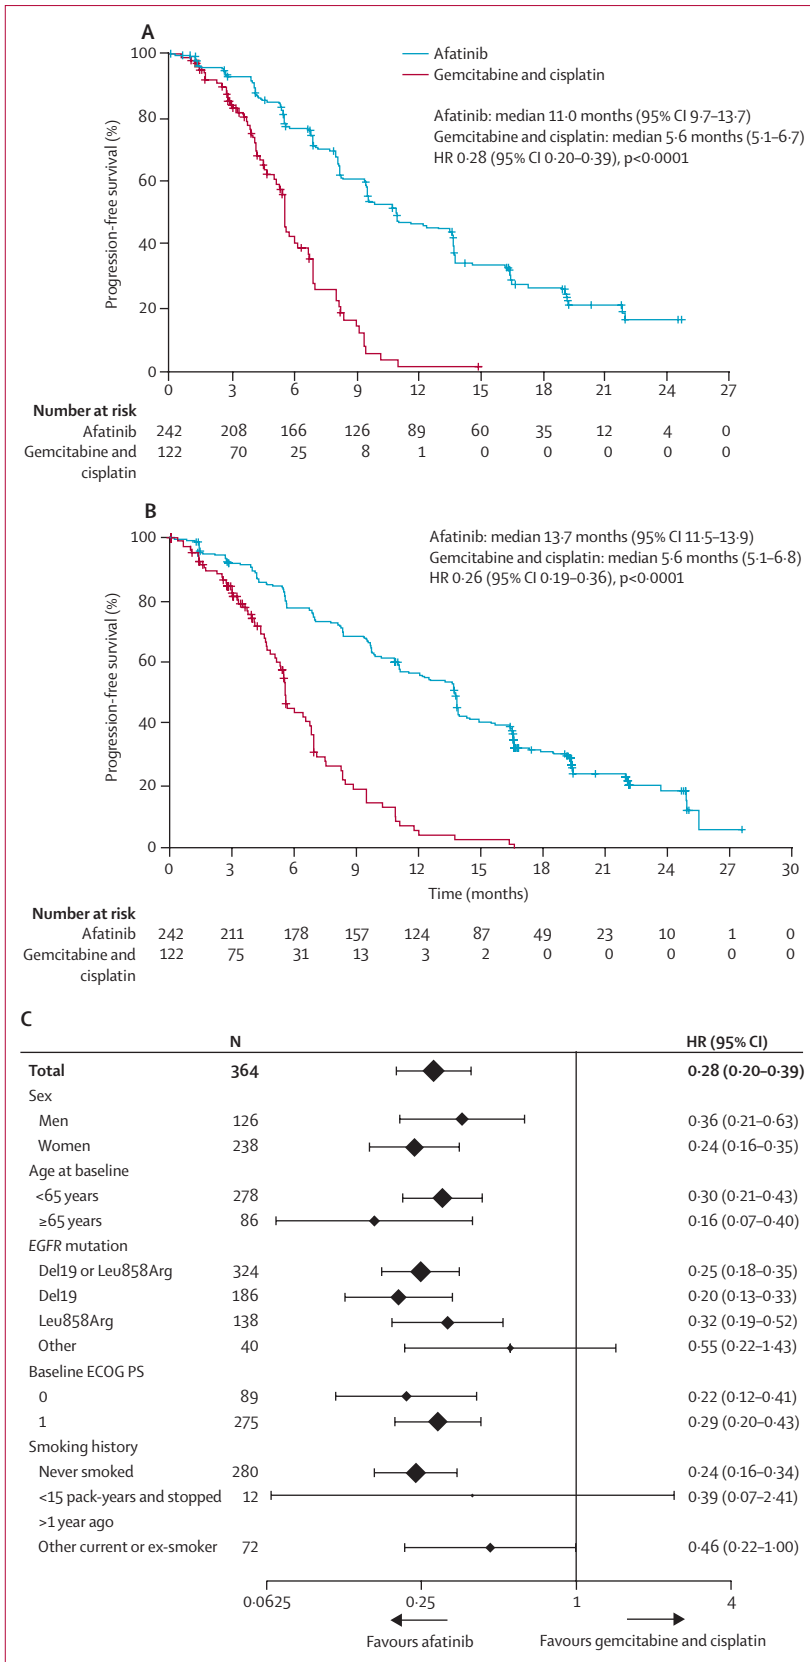 A
Afatinib
Gemcitabine and cisplatin
Afatinib: median 11·0 months (95% CI 9·7–13·7)
Gemcitabine and cisplatin: median 5·6 months (5·1–6·7)
HR 0·28 (95% CI 0·20–0·39), p<0·0001
Progression-free survival (%)
100
80
60
40
20
0
0 3 6 9 12 15 18 21 24 27
Number at risk
Afatinib 242 208 166 126 89 60 35 12 4 0
Gemcitabine and 122 70 25 8 1 0 0 0 0 0
cisplatin
B
Afatinib: median 13·7 months (95% CI 11·5–13·9)
Gemcitabine and cisplatin: median 5·6 months (5·1–6·8)
HR 0·26 (95% CI 0·19–0·36), p<0·0001
Progression-free survival (%)
100
80
60
40
20
0
0 3 6 9 12 15 18 21 24 27 30
Time (months)
Number at risk
Afatinib 242 211 178 157 124 87 49 23 10 1 0
Gemcitabine and 122 75 31 13 3 2 0 0 0 0 0
cisplatin
C
N HR (95% CI)
Total 364 0·28 (0·20–0·39)
Sex
Men 126 0·36 (0·21–0·63)
Women 238 0·24 (0·16–0·35)
Age at baseline
<65 years 278 0·30 (0·21–0·43)
≥65 years 86 0·16 (0·07–0·40)
EGFR mutation
Del19 or Leu858Arg 324 0·25 (0·18–0·35)
Del19 186 0·20 (0·13–0·33)
Leu858Arg 138 0·32 (0·19–0·52)
Other 40 0·55 (0·22–1·43)
Baseline ECOG PS
0 89 0·22 (0·12–0·41)
1 275 0·29 (0·20–0·43)
Smoking history
Never smoked 280 0·24 (0·16–0·34)
<15 pack-years and stopped 12 0·39 (0·07–2·41)
>1 year ago
Other current or ex-smoker 72 0·46 (0·22–1·00)
0·0625 0·25 1 4
Favours afatinib Favours gemcitabine and cisplatin